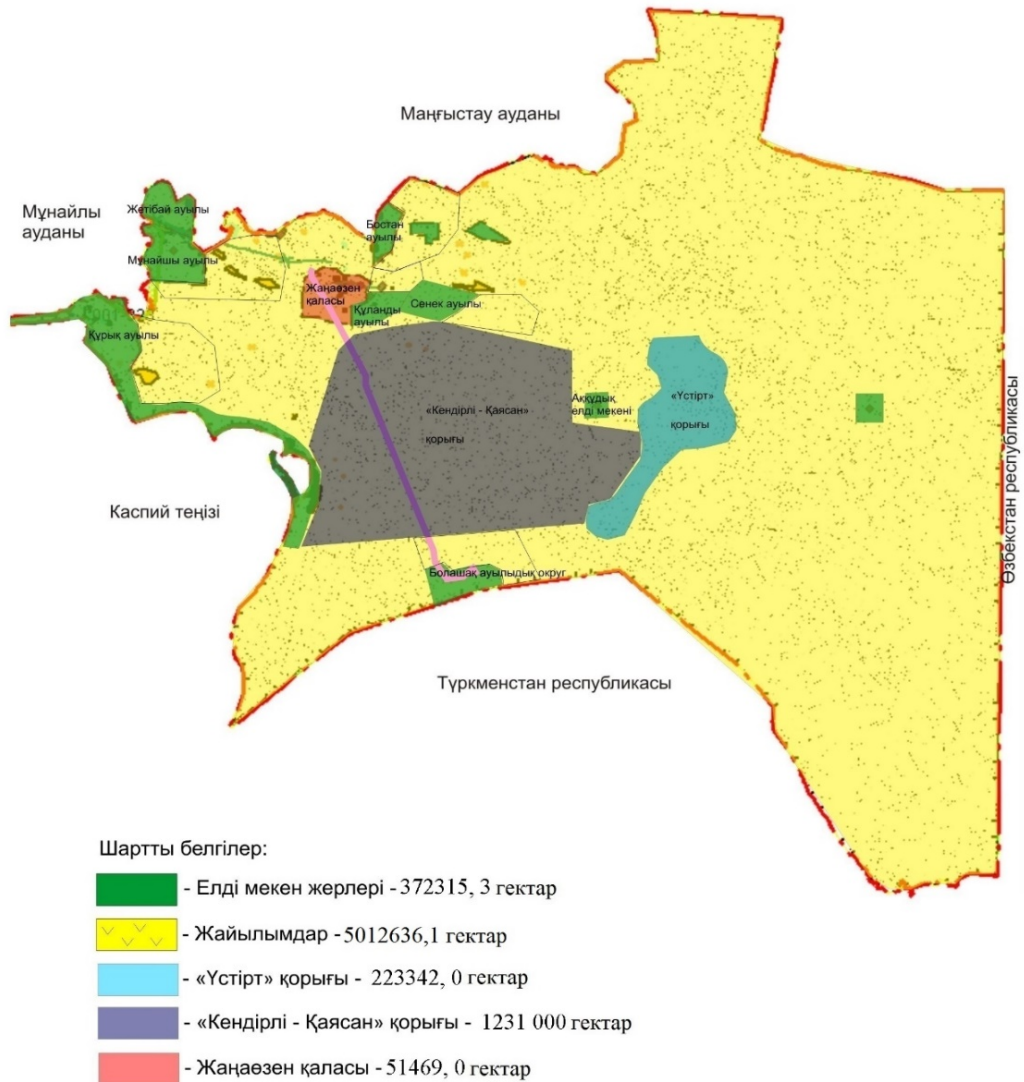 Маңғыстау ауданы
Мұнайлы
ауданы
Жетібай ауылы
Мұнайшы ауылы
Бостан
ауылы
Жаңаөзен
қаласы
Құланды
ауылы
Сенек ауылы
Құрық ауылы
«Кендірлі - Қаясан»
қорығы
Аққұдық
елді мекені
«Үстірт»
қорығы
Каспий теңізі
Өзбекстан республикасы
Болашақ ауылыдық округ
Түркменстан республикасы
Шартты белгілер:
- Елді мекен жерлері - 372315, 3 гектар
- Жайылымдар - 5012636,1 гектар
- «Үстірт» қорығы - 223342, 0 гектар
- «Кендірлі - Қаясан» қорығы - 1231 000 гектар
- Жаңаөзен қаласы - 51469, 0 гектар